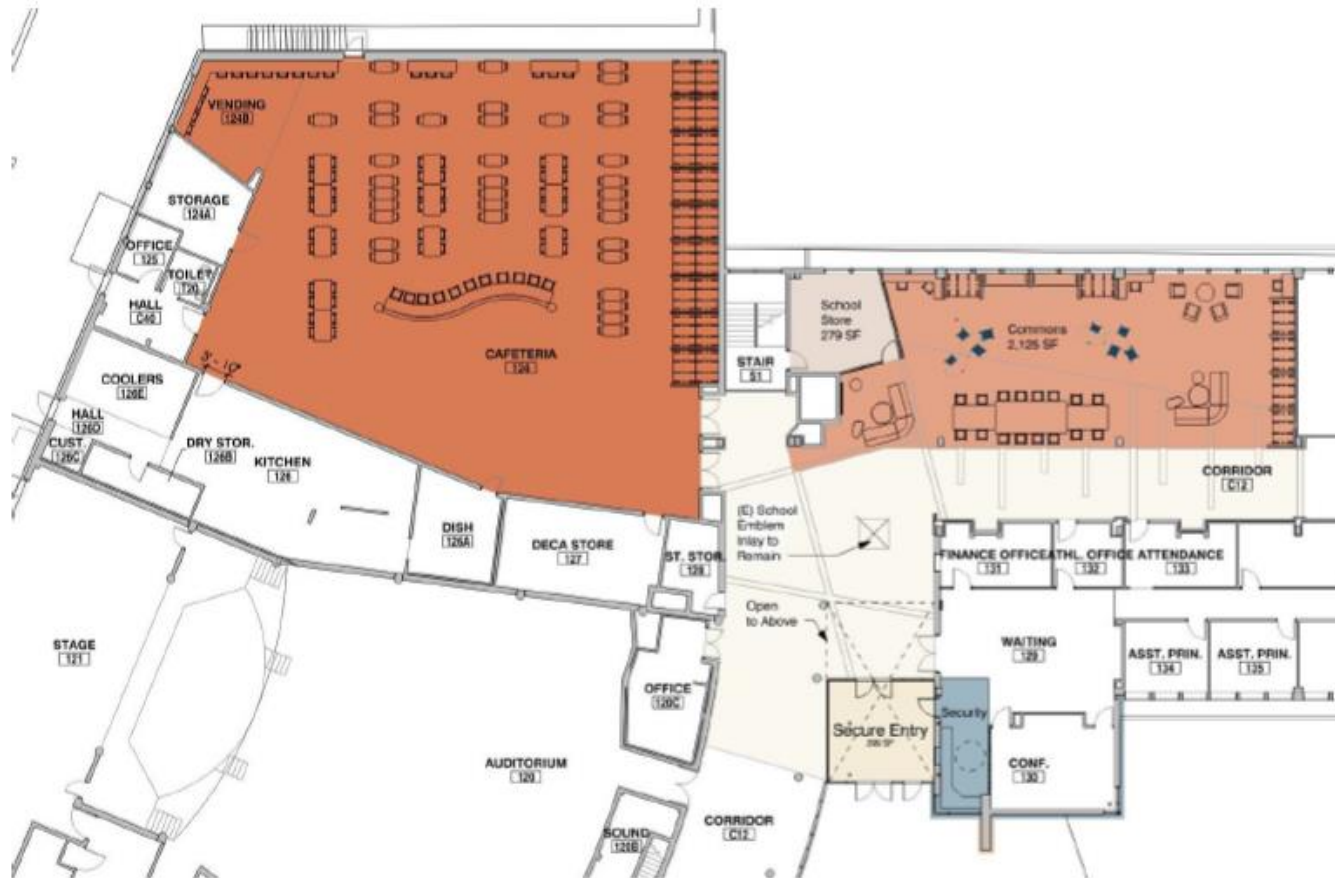 VENDING
124B
STORAGE
124A
OFFICE
125
TOILET
T20
HALL
C40
3'-10"
COOLERS
126E
HALL
126D
CUST.
126C
DRY STOR.
126B
KITCHEN
126
CAFETERIA
124
DISH
126A
DECA STORE
127
ST. STOR.
128
STAIR
S1
School
Store
279 SF
Commons
2,125 SF
CORRIDOR
C12
(E) School
Emblem
Inlay to
Remain
Open
to Above
FINANCE OFFICE
131
ATHL. OFFICE
132
ATTENDANCE
133
WAITING
129
ASST. PRIN.
134
ASST. PRIN.
135
STAGE
121
OFFICE
120C
AUDITORIUM
120
SOUND
120B
CORRIDOR
C12
Secure Entry
Security
CONF.
130